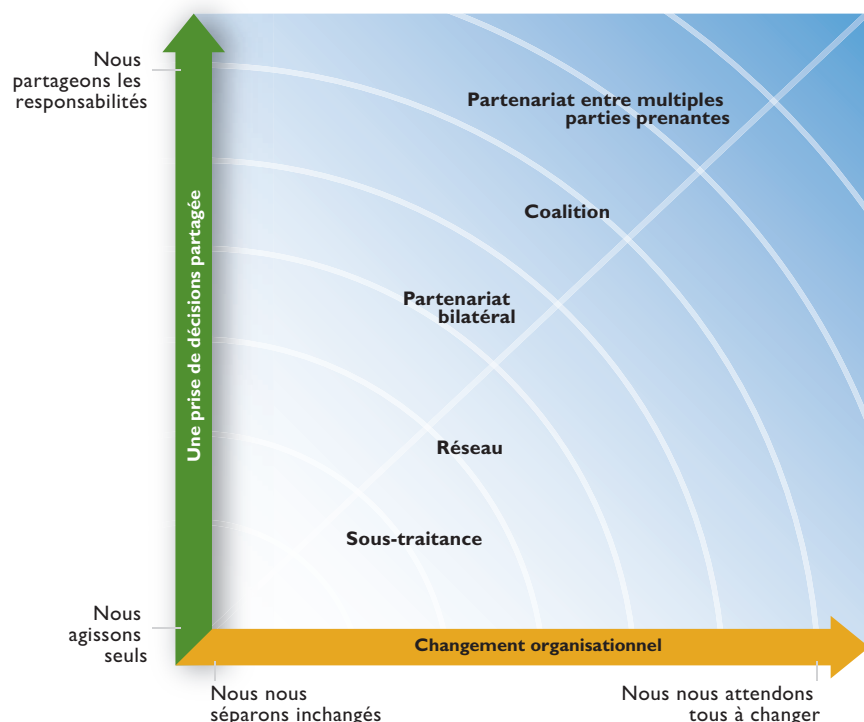 Nous
partageons les
responsabilités
Partenariat entre multiples
parties prenantes
Coalition
Une prise de décisions partagée
Partenariat
bilatéral
Réseau
Sous-traitance
Nous
agissons
seuls
Changement organisationnel
Nous nous
séparons inchangés
Nous nous attendons
tous à changer